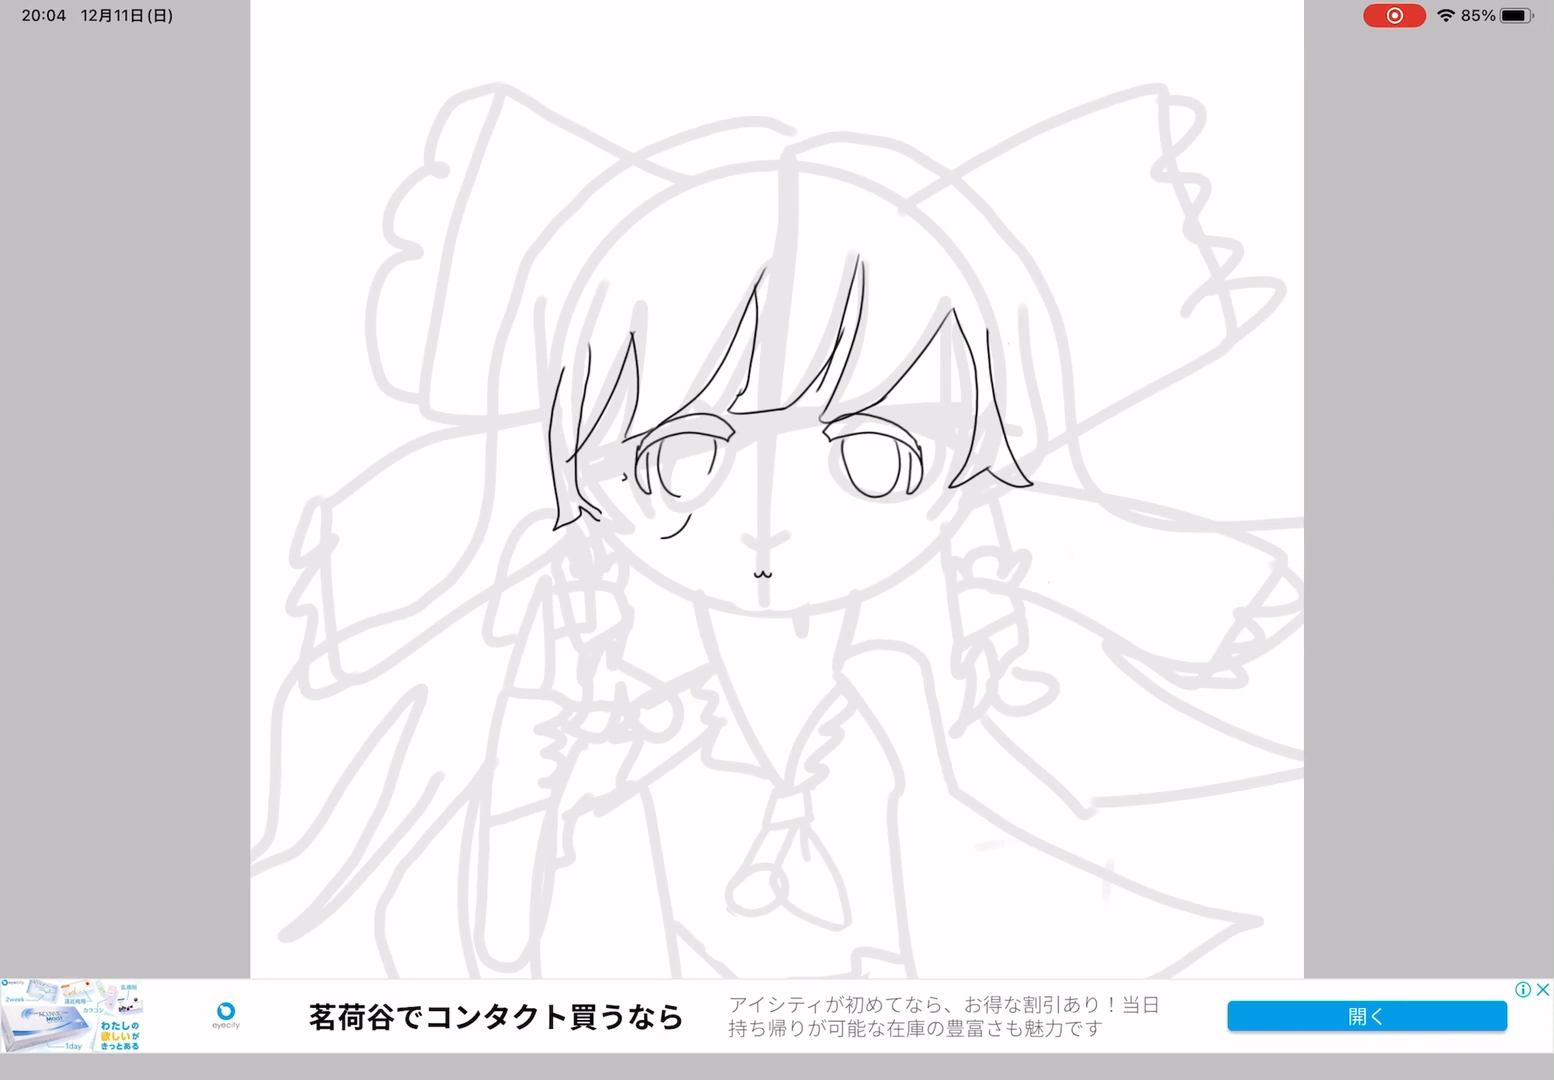 20:04 12月11日(日)
85%
eyecity
2week
わたしの
欲しいが
きっとある
1day
eyecity
茗荷谷でコンタクト買うなら
アイシティが初めてなら、お得な割引あり！当日
持ち帰りが可能な在庫の豊富さも魅力です
開く